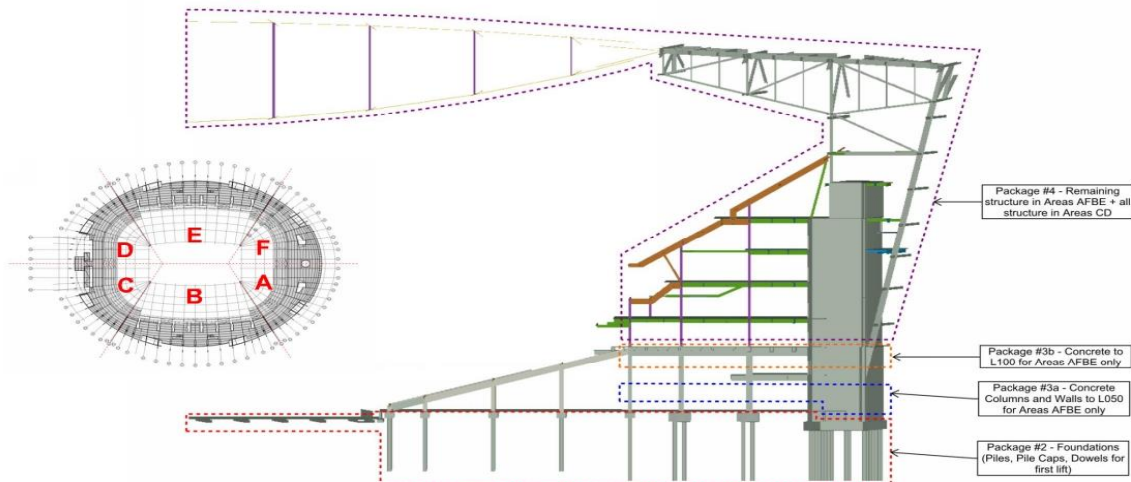 E
D
F
C
A
B
Package #4 - Remaining
structure in Areas AFBE + all
structure in Areas CD
Package #3b - Concrete to
L100 for Areas AFBE only
Package #3a - Concrete
Columns and Walls to L050
for Areas AFBE only
Package #2 - Foundations
(Piles, Pile Caps, Dowels for
first lift)